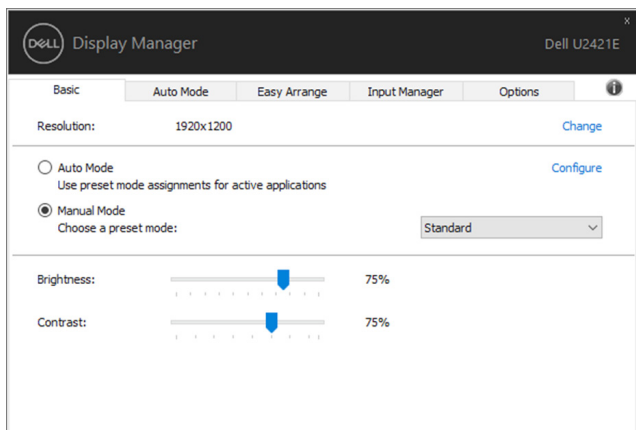 x
DELL Display Manager Dell U2421E
Basic Auto Mode Easy Arrange Input Manager Options i
Resolution: 1920x1200 Change
Auto Mode Configure
Use preset mode assignments for active applications
Manual Mode
Choose a preset mode: Standard
Brightness: 75%
Contrast: 75%